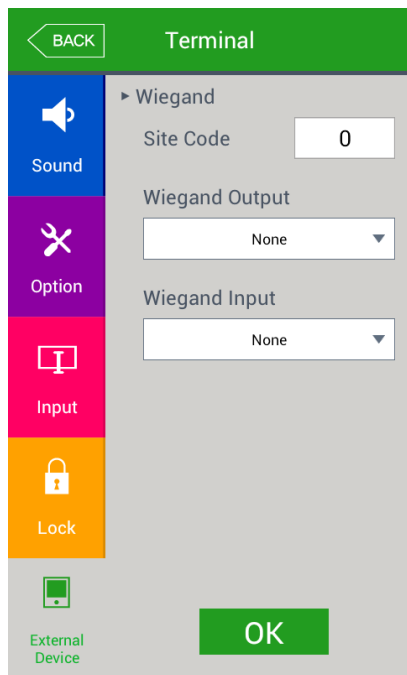 BACK
Terminal
Sound
Option
Input
Lock
External
Device
▸ Wiegand
Site Code
0
Wiegand Output
None
Wiegand Input
None
OK